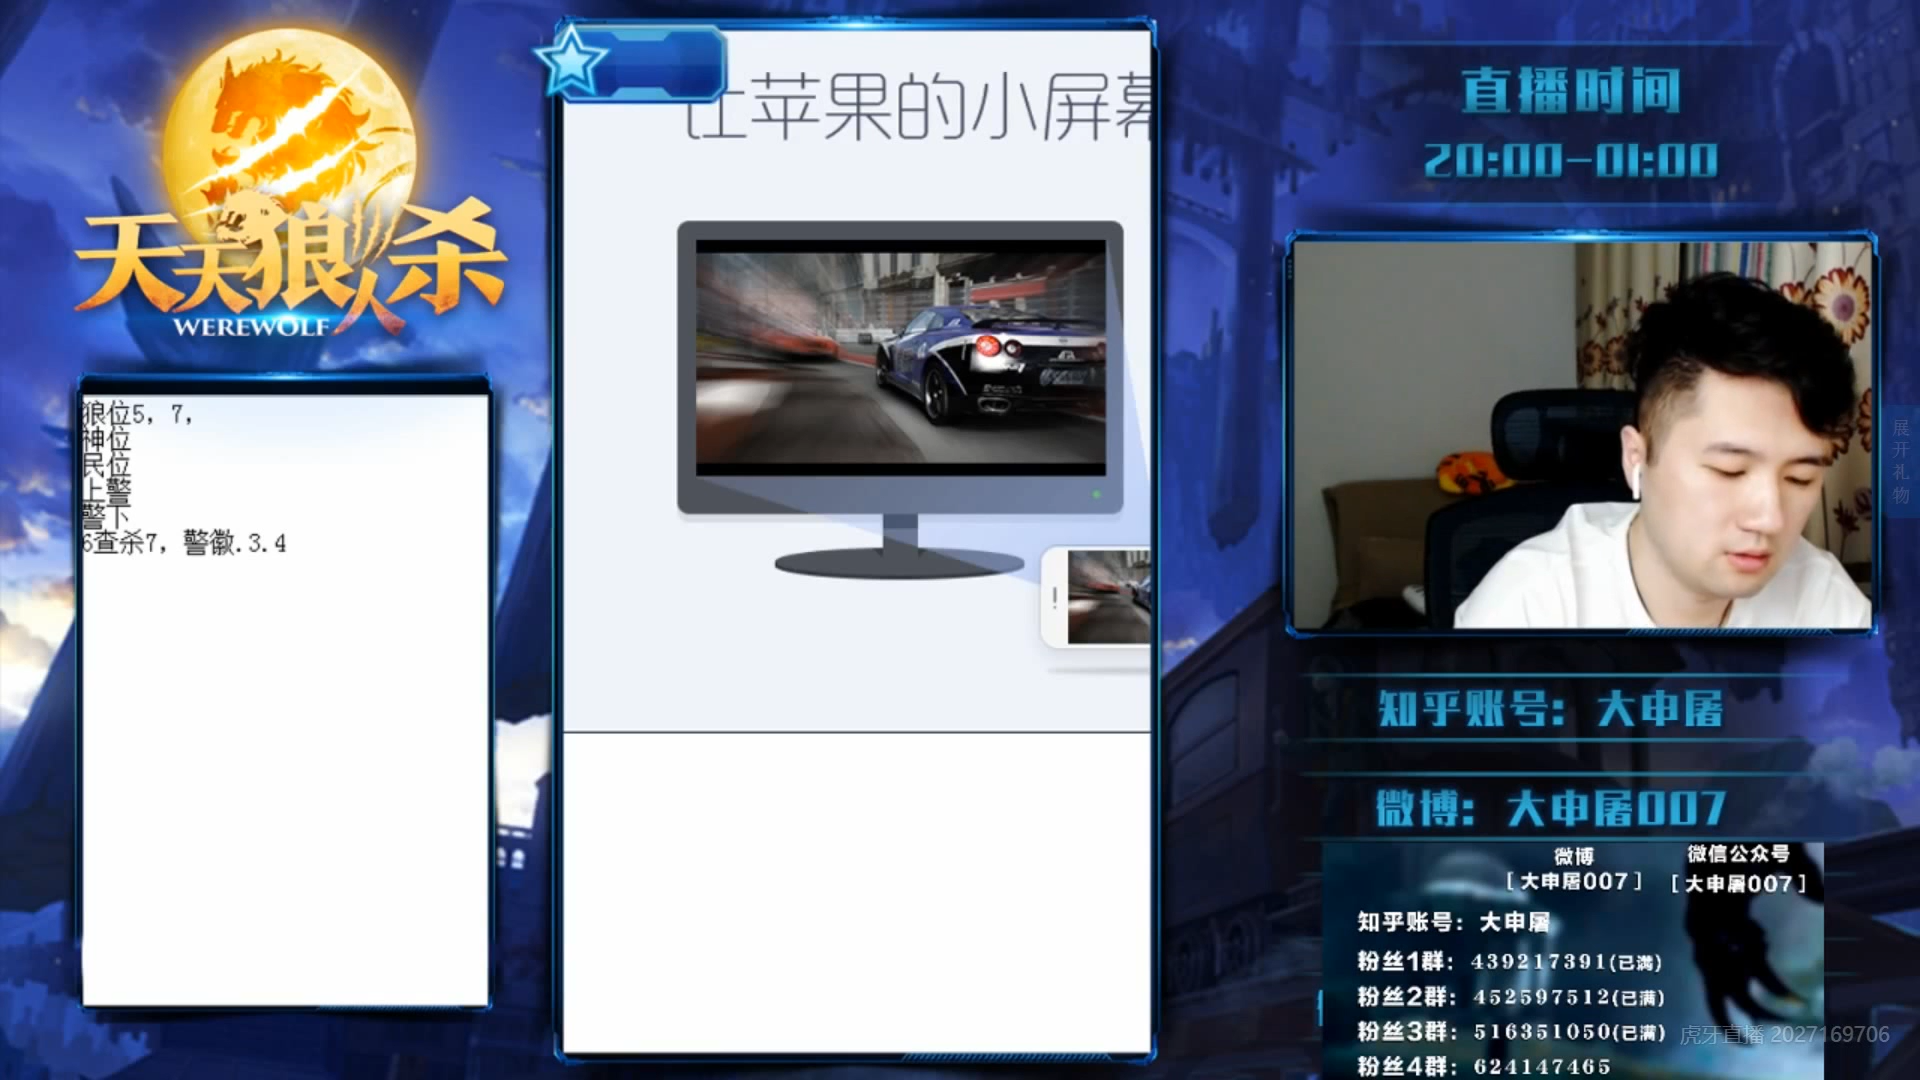 天天狼人杀
WEREWOLF
狼位5，7，
神位
民位
上警
警下
6查杀7，警徽.3.4
让苹果的小屏幕
直播时间
20:00-01:00
展开礼物
知乎账号：大申屠
微博：大申屠007
微博
[大申屠007]
微信公众号
[大申屠007]
知乎账号：大申屠
粉丝1群：439217391(已满)
粉丝2群：452597512(已满)
粉丝3群：516351050(已满)
粉丝4群：624147465
虎牙直播 2027169706